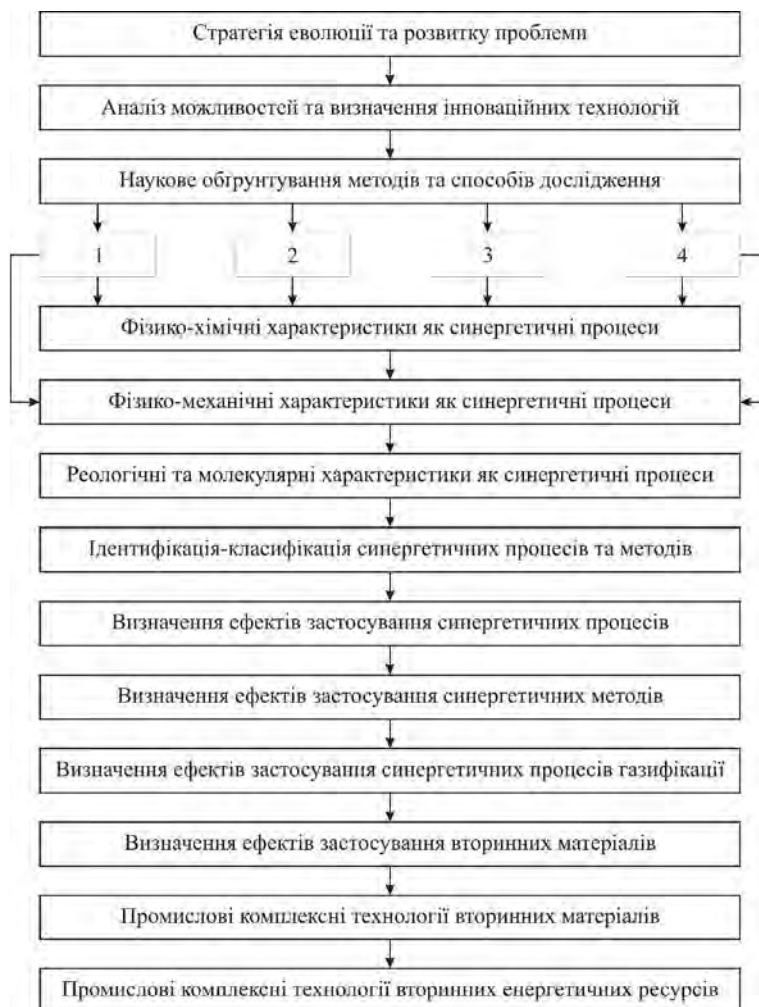 Стратегія еволюції та розвитку проблеми
Аналіз можливостей та визначення інноваційних технологій
Наукове обґрунтування методів та способів дослідження
1 2 3 4
Фізико-хімічні характеристики як синергетичні процеси
Фізико-механічні характеристики як синергетичні процеси
Реологічні та молекулярні характеристики як синергетичні процеси
Ідентифікація-класифікація синергетичних процесів та методів
Визначення ефектів застосування синергетичних процесів
Визначення ефектів застосування синергетичних методів
Визначення ефектів застосування синергетичних процесів газифікації
Визначення ефектів застосування вторинних матеріалів
Промислові комплексні технології вторинних матеріалів
Промислові комплексні технології вторинних енергетичних ресурсів